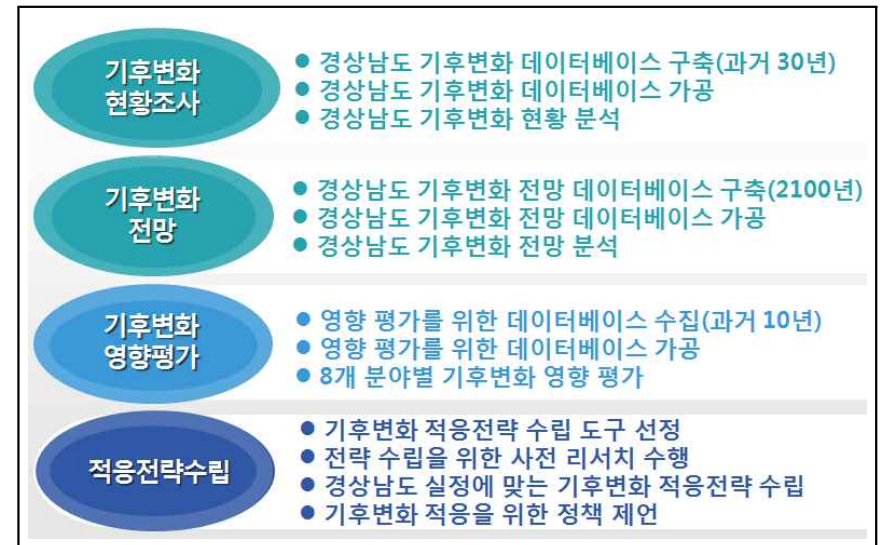 기후변화
현황조사
● 경상남도 기후변화 데이터베이스 구축(과거 30년)
● 경상남도 기후변화 데이터베이스 가공
● 경상남도 기후변화 현황 분석
기후변화
전망
● 경상남도 기후변화 전망 데이터베이스 구축(2100년)
● 경상남도 기후변화 전망 데이터베이스 가공
● 경상남도 기후변화 전망 분석
기후변화
영향평가
● 영향 평가를 위한 데이터베이스 수집(과거 10년)
● 영향 평가를 위한 데이터베이스 가공
● 8개 분야별 기후변화 영향 평가
적응전략수립
● 기후변화 적응전략 수립 도구 선정
● 전략 수립을 위한 사전 리서치 수행
● 경상남도 실정에 맞는 기후변화 적응전략 수립
● 기후변화 적응을 위한 정책 제언